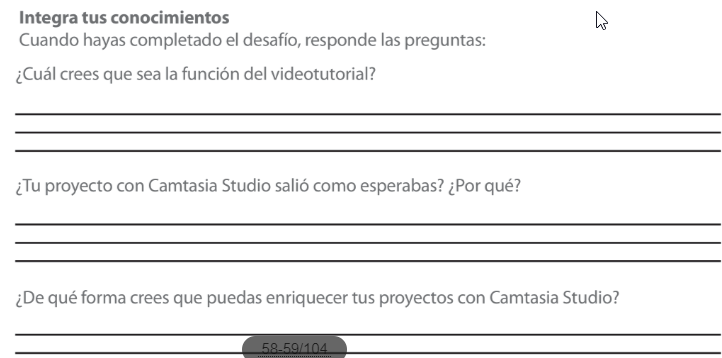 Integra tus conocimientos
Cuando hayas completado el desafío, responde las preguntas:
¿Cuál crees que sea la función del videotutorial?
¿Tu proyecto con Camtasia Studio salió como esperabas? ¿Por qué?
¿De qué forma crees que puedas enriquecer tus proyectos con Camtasia Studio?
58-59/104